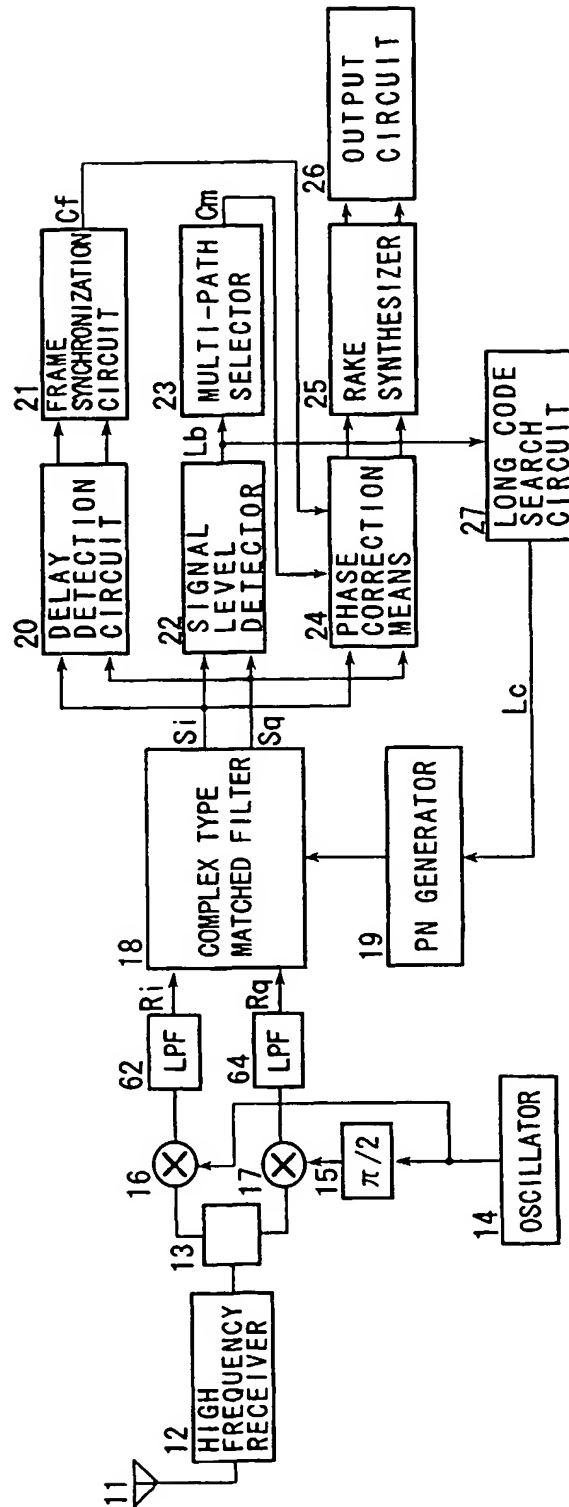 11
12
HIGH
FREQUENCY
RECEIVER
13
16
17
15
π/2
14
OSCILLATOR
62
LPF
Ri
64
LPF
Rq
18
COMPLEX TYPE
MATCHED FILTER
19
PN GENERATOR
Si
Sq
Lc
20
DELAY
DETECTION
CIRCUIT
21
FRAME
SYNCHRONIZATION
CIRCUIT
Cf
22
SIGNAL
LEVEL
DETECTOR
Lb
23
MULTI-PATH
SELECTOR
Cm
24
PHASE
CORRECTION
MEANS
25
RAKE
SYNTHESIZER
26
OUTPUT
CIRCUIT
27
LONG CODE
SEARCH
CIRCUIT